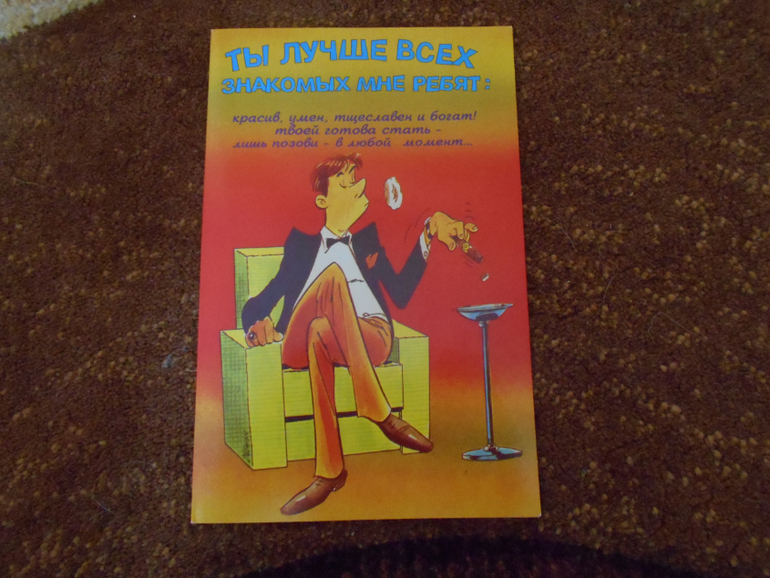 ТЫ ЛУЧШЕ ВСЕХ
ЗНАКОМЫХ МНЕ РЕБЯТ:
красив, умен, тщеславен и богат!
твоей готова стать -
лишь позови - в любой момент...